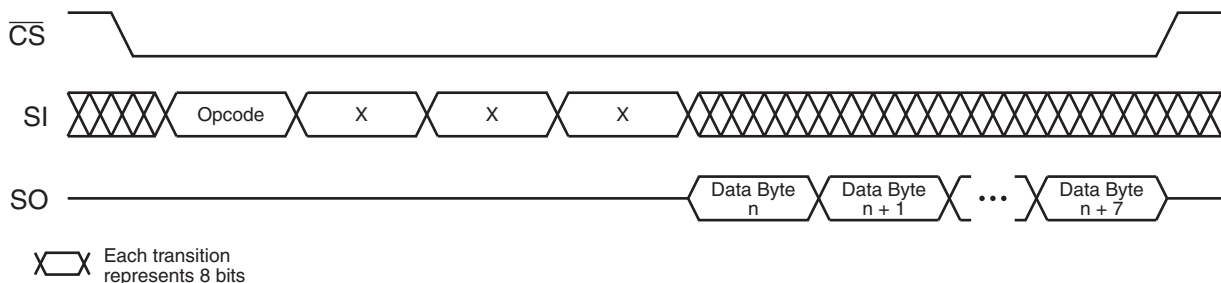 CS
SI
Opcode
X
X
X
SO
Data Byte
n
Data Byte
n + 1
•••
Data Byte
n + 7
Each transition
represents 8 bits